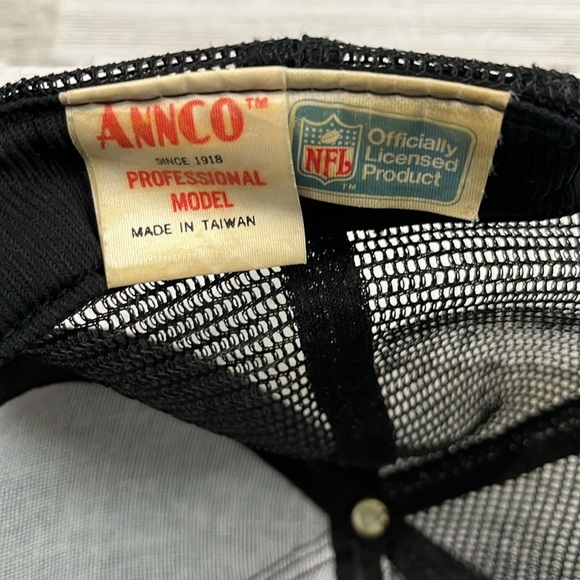 ANNCO™
SINCE 1918
PROFESSIONAL
MODEL
MADE IN TAIWAN
NFL
TM
Officially
Licensed
Product